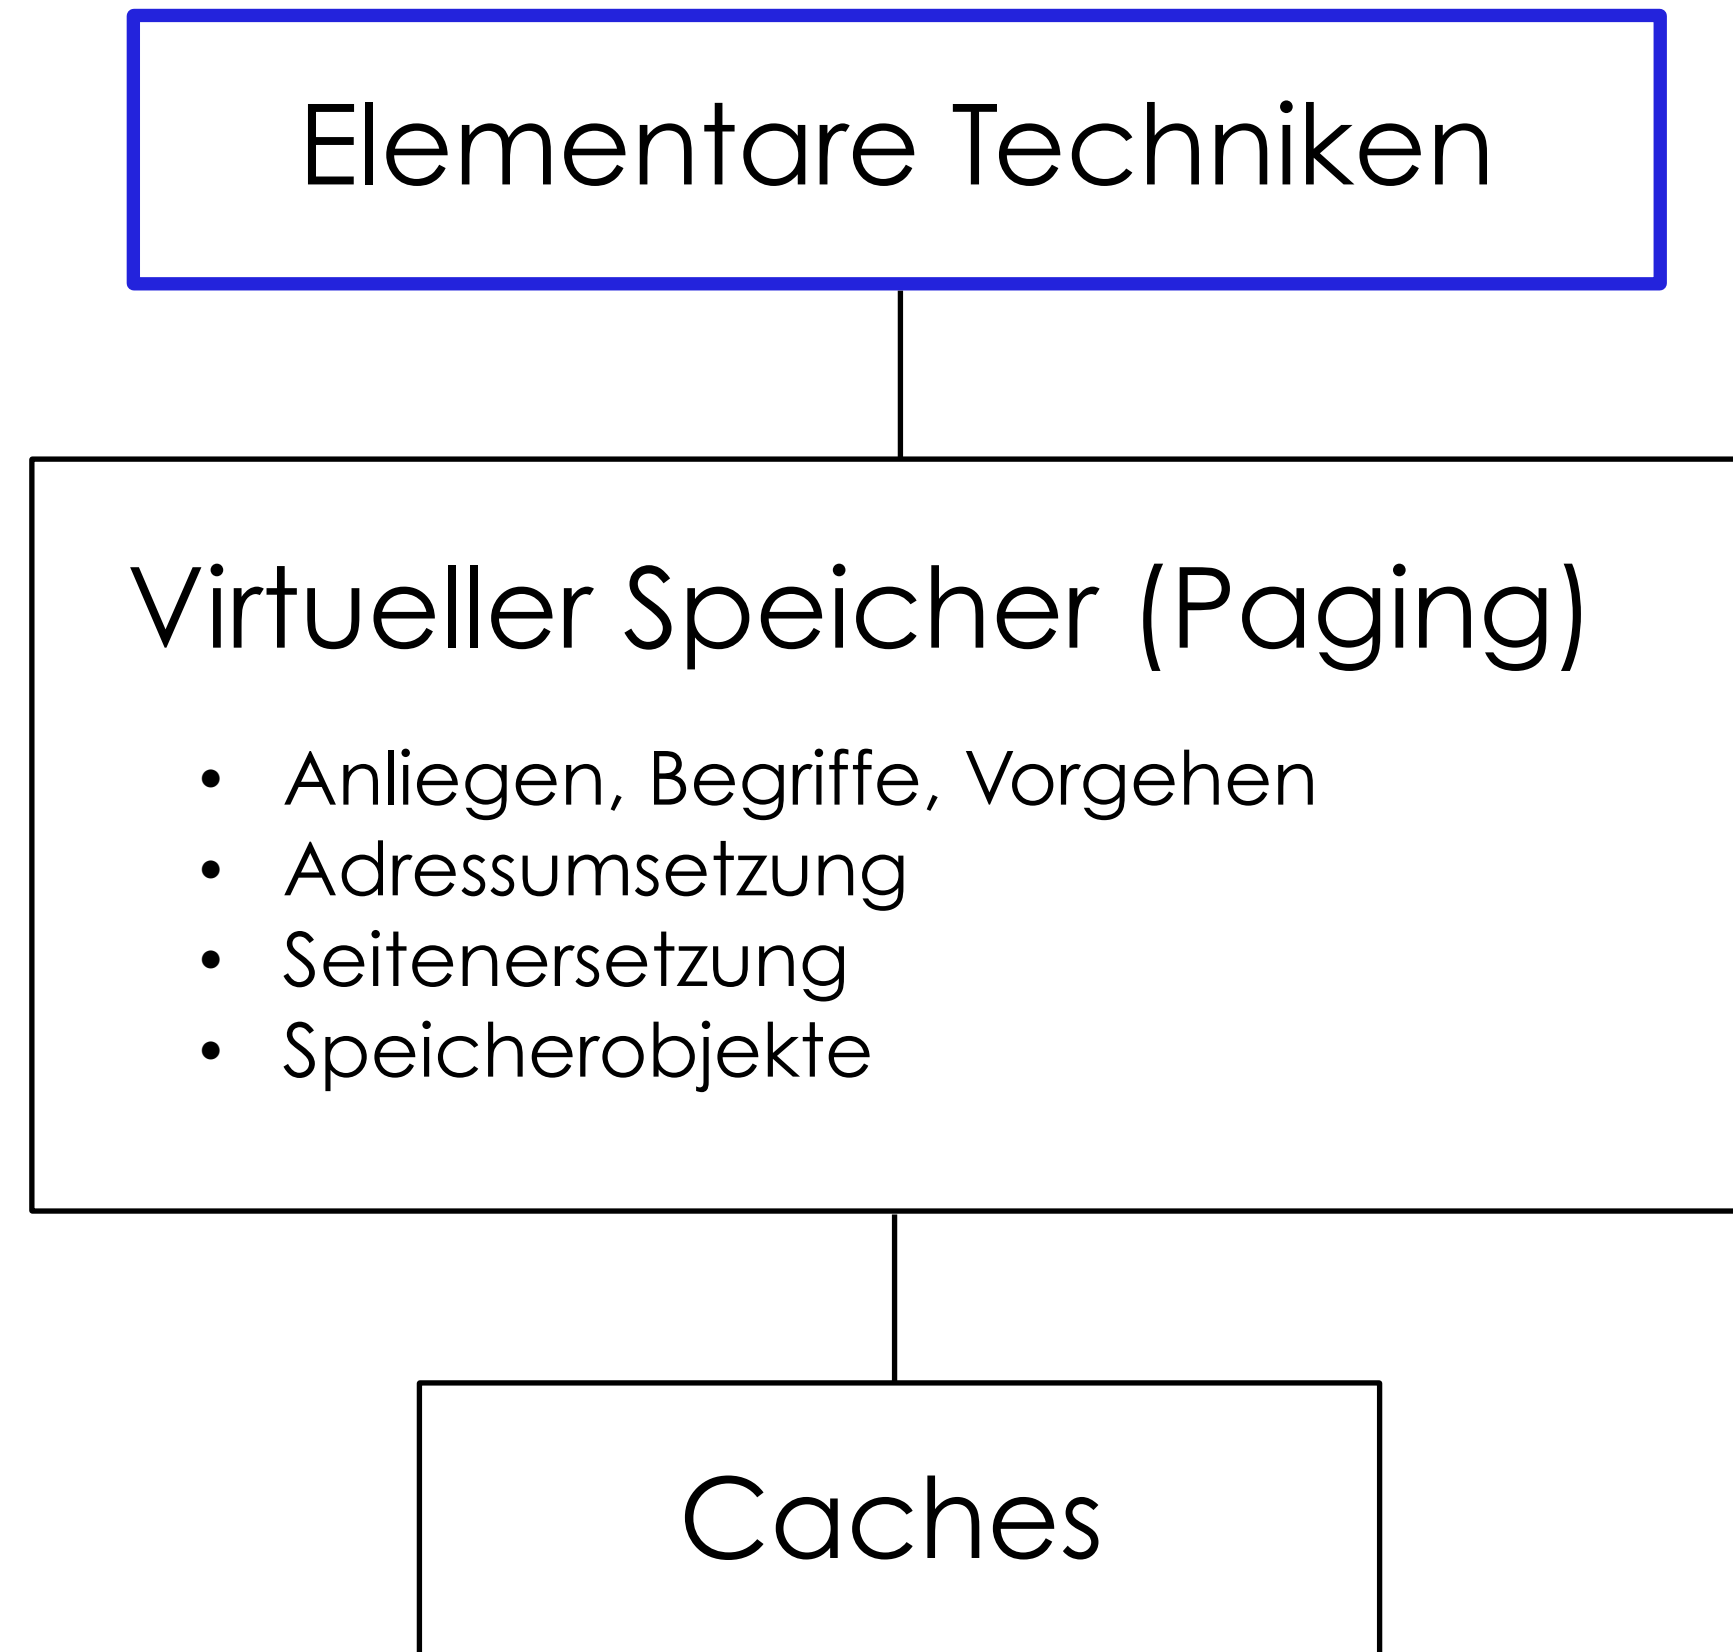 Elementare Techniken
Virtueller Speicher (Paging)
• Anliegen, Begriffe, Vorgehen
• Adressumsetzung
• Seitenersetzung
• Speicherobjekte
Caches